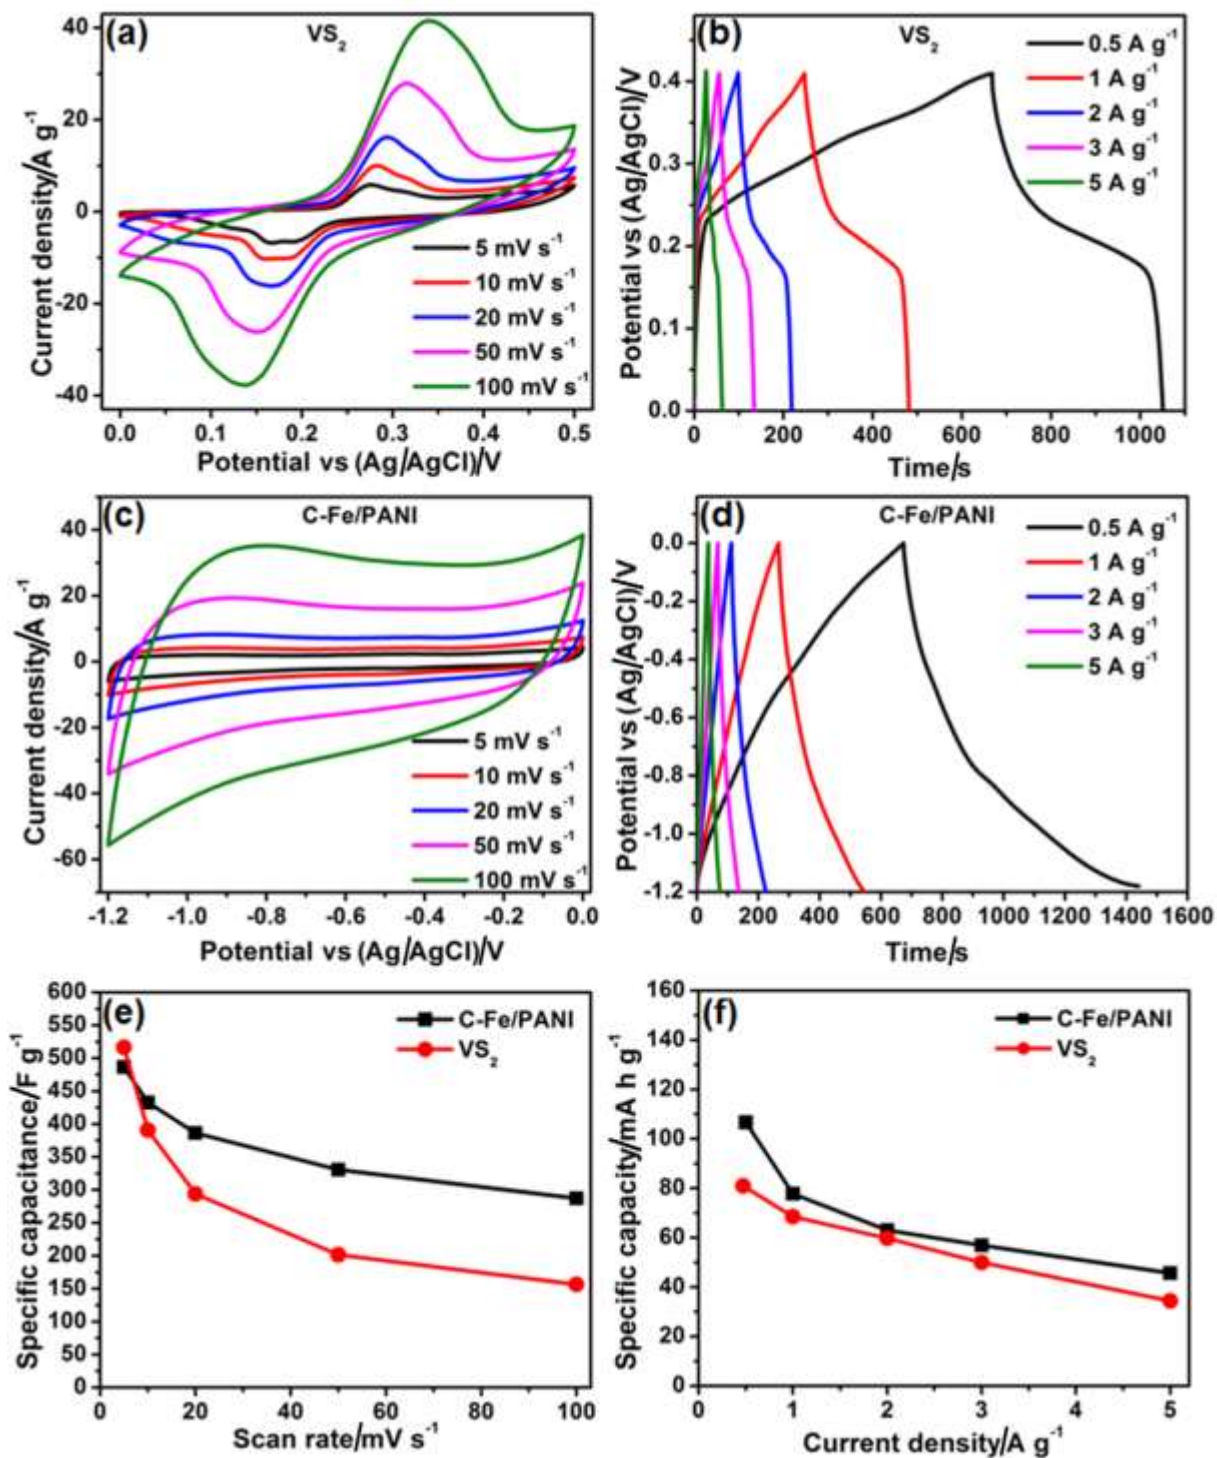 (a)
VS₂
40
20
0
-20
-40
Current density/A g⁻¹
5 mV s⁻¹
10 mV s⁻¹
20 mV s⁻¹
50 mV s⁻¹
100 mV s⁻¹
0.0 0.1 0.2 0.3 0.4 0.5
Potential vs (Ag/AgCl)/V
(b)
VS₂
0.5 A g⁻¹
1 A g⁻¹
2 A g⁻¹
3 A g⁻¹
5 A g⁻¹
0.4
0.3
0.2
0.1
0.0
Potential vs (Ag/AgCl)/V
0 200 400 600 800 1000
Time/s
(c)
C-Fe/PANI
40
20
0
-20
-40
-60
Current density/A g⁻¹
5 mV s⁻¹
10 mV s⁻¹
20 mV s⁻¹
50 mV s⁻¹
100 mV s⁻¹
-1.2 -1.0 -0.8 -0.6 -0.4 -0.2 0.0
Potential vs (Ag/AgCl)/V
(d)
C-Fe/PANI
0.5 A g⁻¹
1 A g⁻¹
2 A g⁻¹
3 A g⁻¹
5 A g⁻¹
0.0
-0.2
-0.4
-0.6
-0.8
-1.0
-1.2
Potential vs (Ag/AgCl)/V
0 200 400 600 800 1000 1200 1400 1600
Time/s
(e)
C-Fe/PANI
VS₂
600
550
500
450
400
350
300
250
200
150
100
50
0
Specific capacitance/F g⁻¹
0 20 40 60 80 100
Scan rate/mV s⁻¹
(f)
C-Fe/PANI
VS₂
160
140
120
100
80
60
40
20
0
Specific capacity/mA h g⁻¹
0 1 2 3 4 5
Current density/A g⁻¹